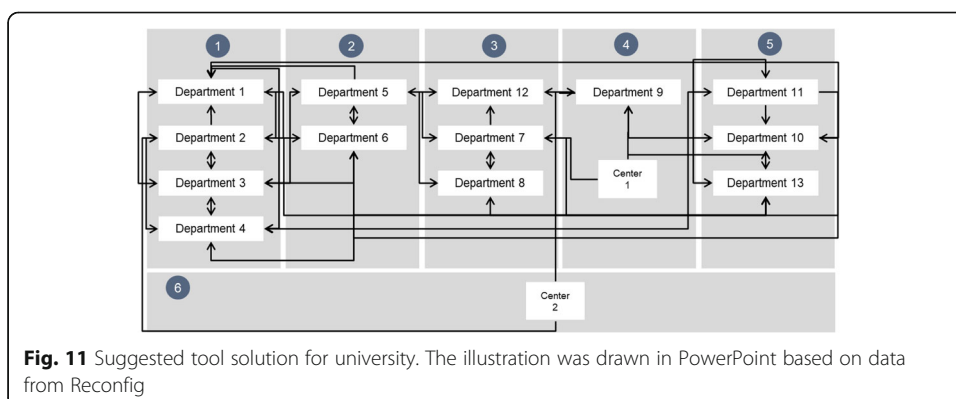 1
2
3
4
5
Department 1
Department 5
Department 12
Department 9
Department 11
Department 2
Department 6
Department 7
Department 10
Department 3
Department 8
Center
1
Department 13
Department 4
6
Center
2
Fig. 11 Suggested tool solution for university. The illustration was drawn in PowerPoint based on data
from Reconfig